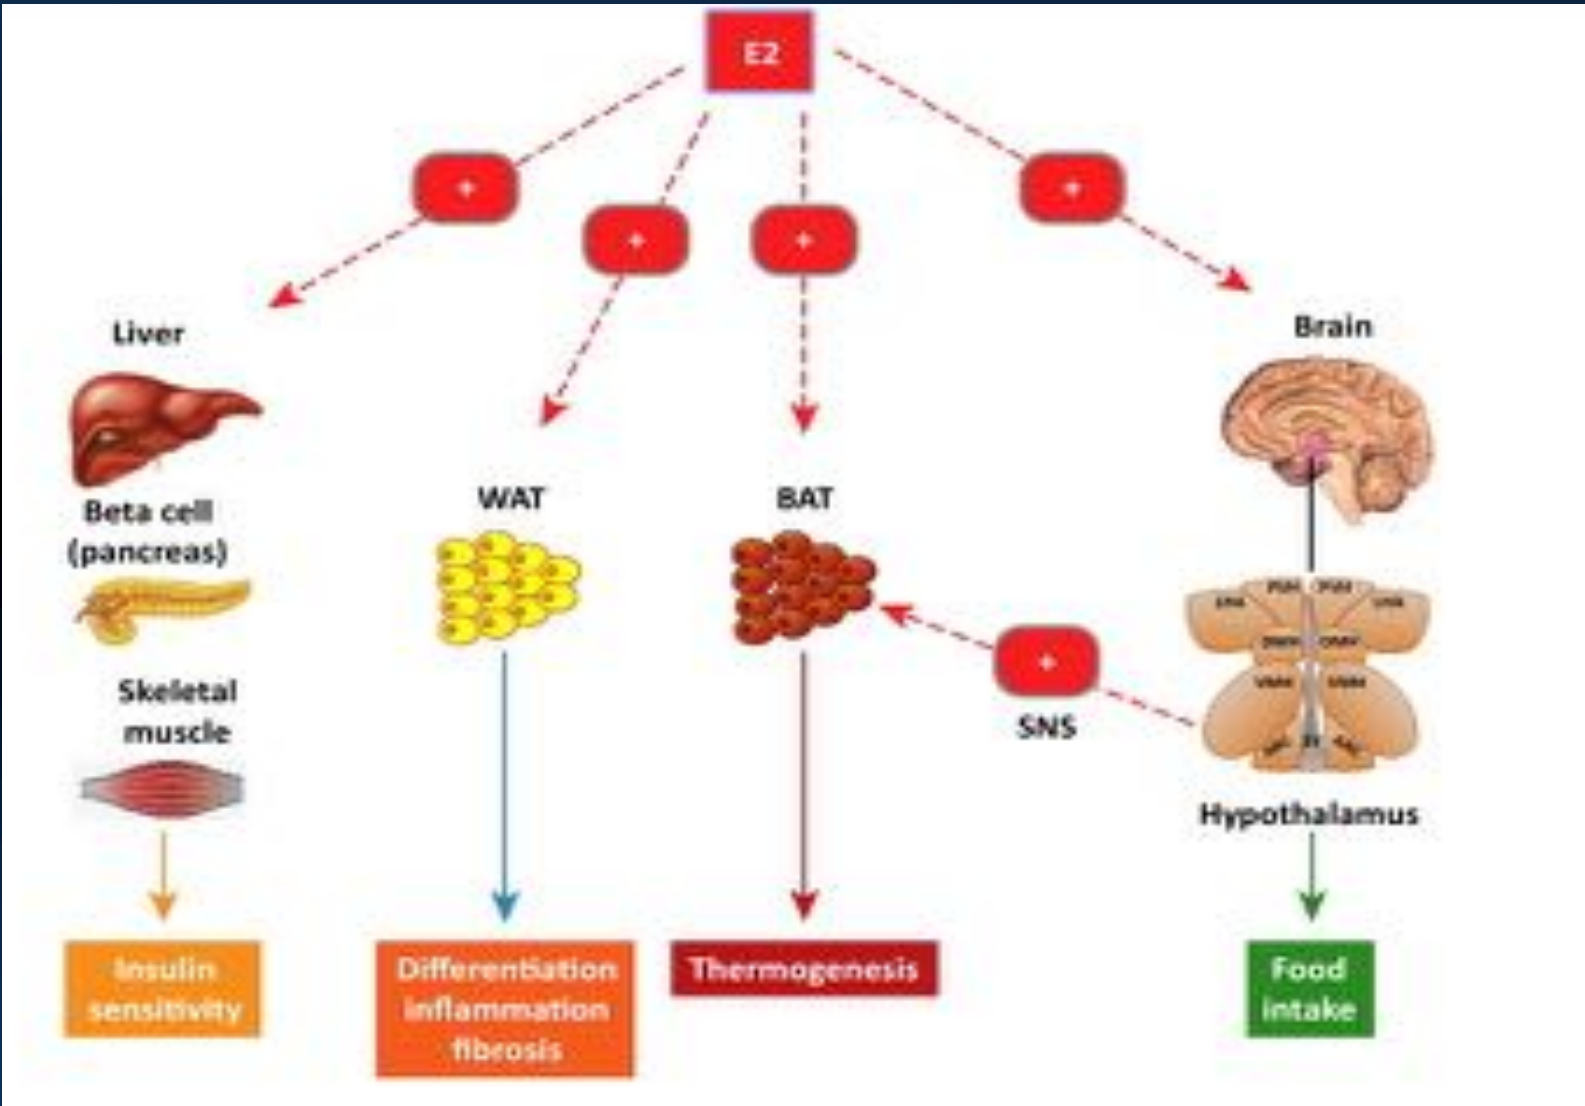 E2
+
+
+
+
Liver
Beta cell
(pancreas)
Skeletal
muscle
Insulin
sensitivity
WAT
Differentiation
inflammation
fibrosis
BAT
Thermogenesis
+
SNS
Brain
Hypothalamus
Food
intake